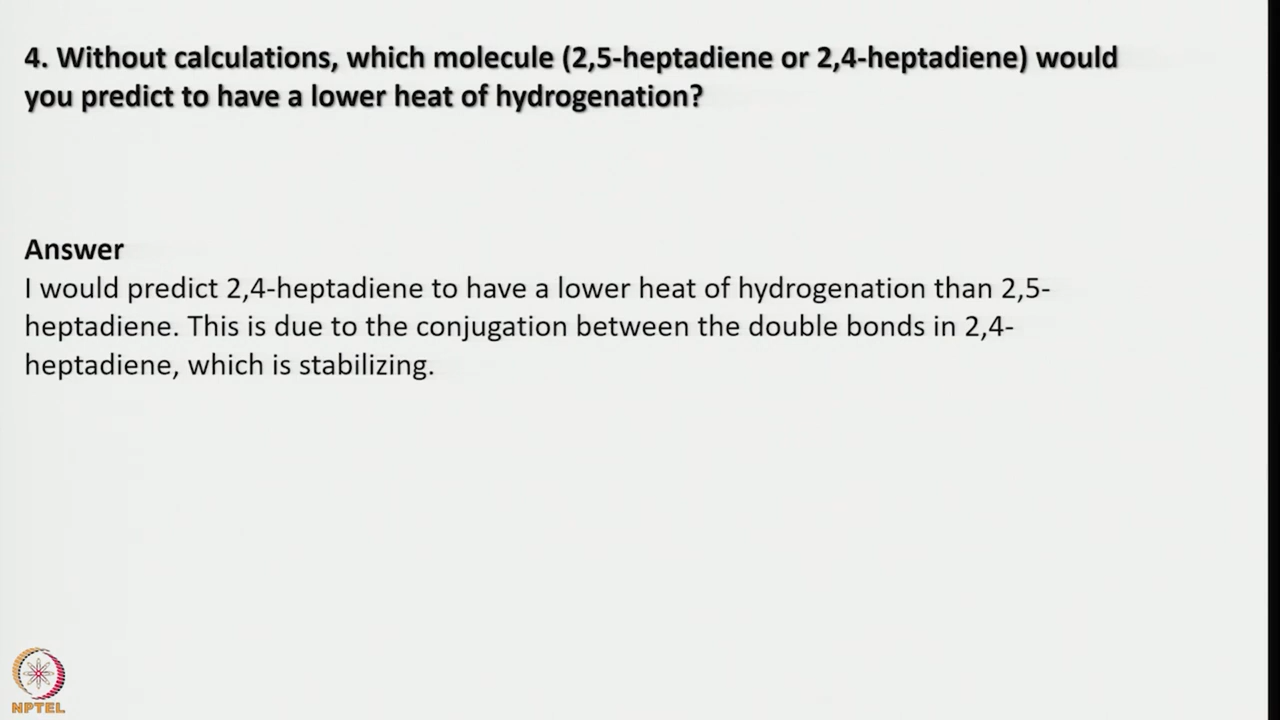 4. Without calculations, which molecule (2,5-heptadiene or 2,4-heptadiene) would
you predict to have a lower heat of hydrogenation?
Answer
I would predict 2,4-heptadiene to have a lower heat of hydrogenation than 2,5-
heptadiene. This is due to the conjugation between the double bonds in 2,4-
heptadiene, which is stabilizing.
NPTEL